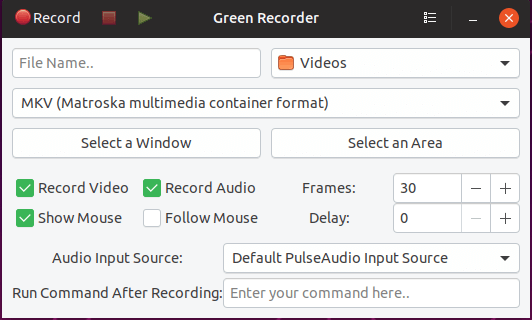 Record Green Recorder
File Name.. Videos
MKV (Matroska multimedia container format)
Select a Window Select an Area
Record Video Record Audio Frames: 30
Show Mouse Follow Mouse Delay: 0
Audio Input Source: Default PulseAudio Input Source
Run Command After Recording: Enter your command here..